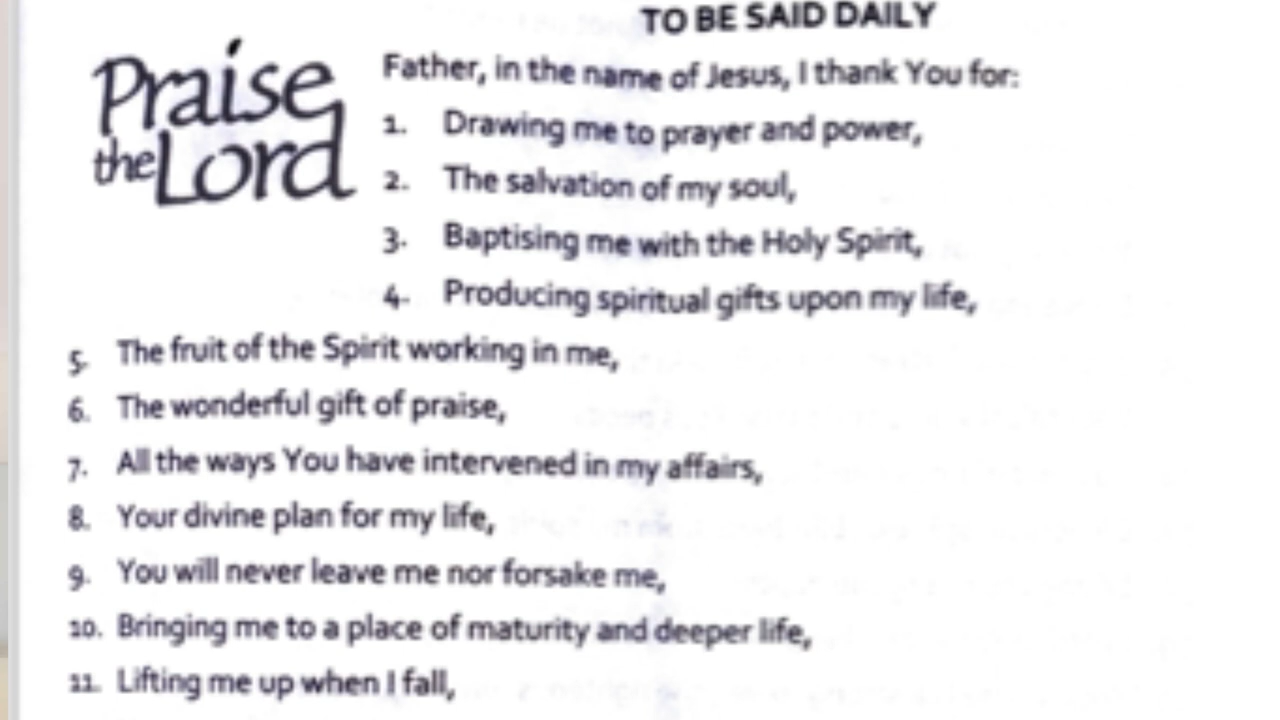 TO BE SAID DAILY
Praise
the Lord
Father, in the name of Jesus, I thank You for:
1. Drawing me to prayer and power,
2. The salvation of my soul,
3. Baptising me with the Holy Spirit,
4. Producing spiritual gifts upon my life,
5. The fruit of the Spirit working in me,
6. The wonderful gift of praise,
7. All the ways You have intervened in my affairs,
8. Your divine plan for my life,
9. You will never leave me nor forsake me,
10. Bringing me to a place of maturity and deeper life,
11. Lifting me up when I fall,